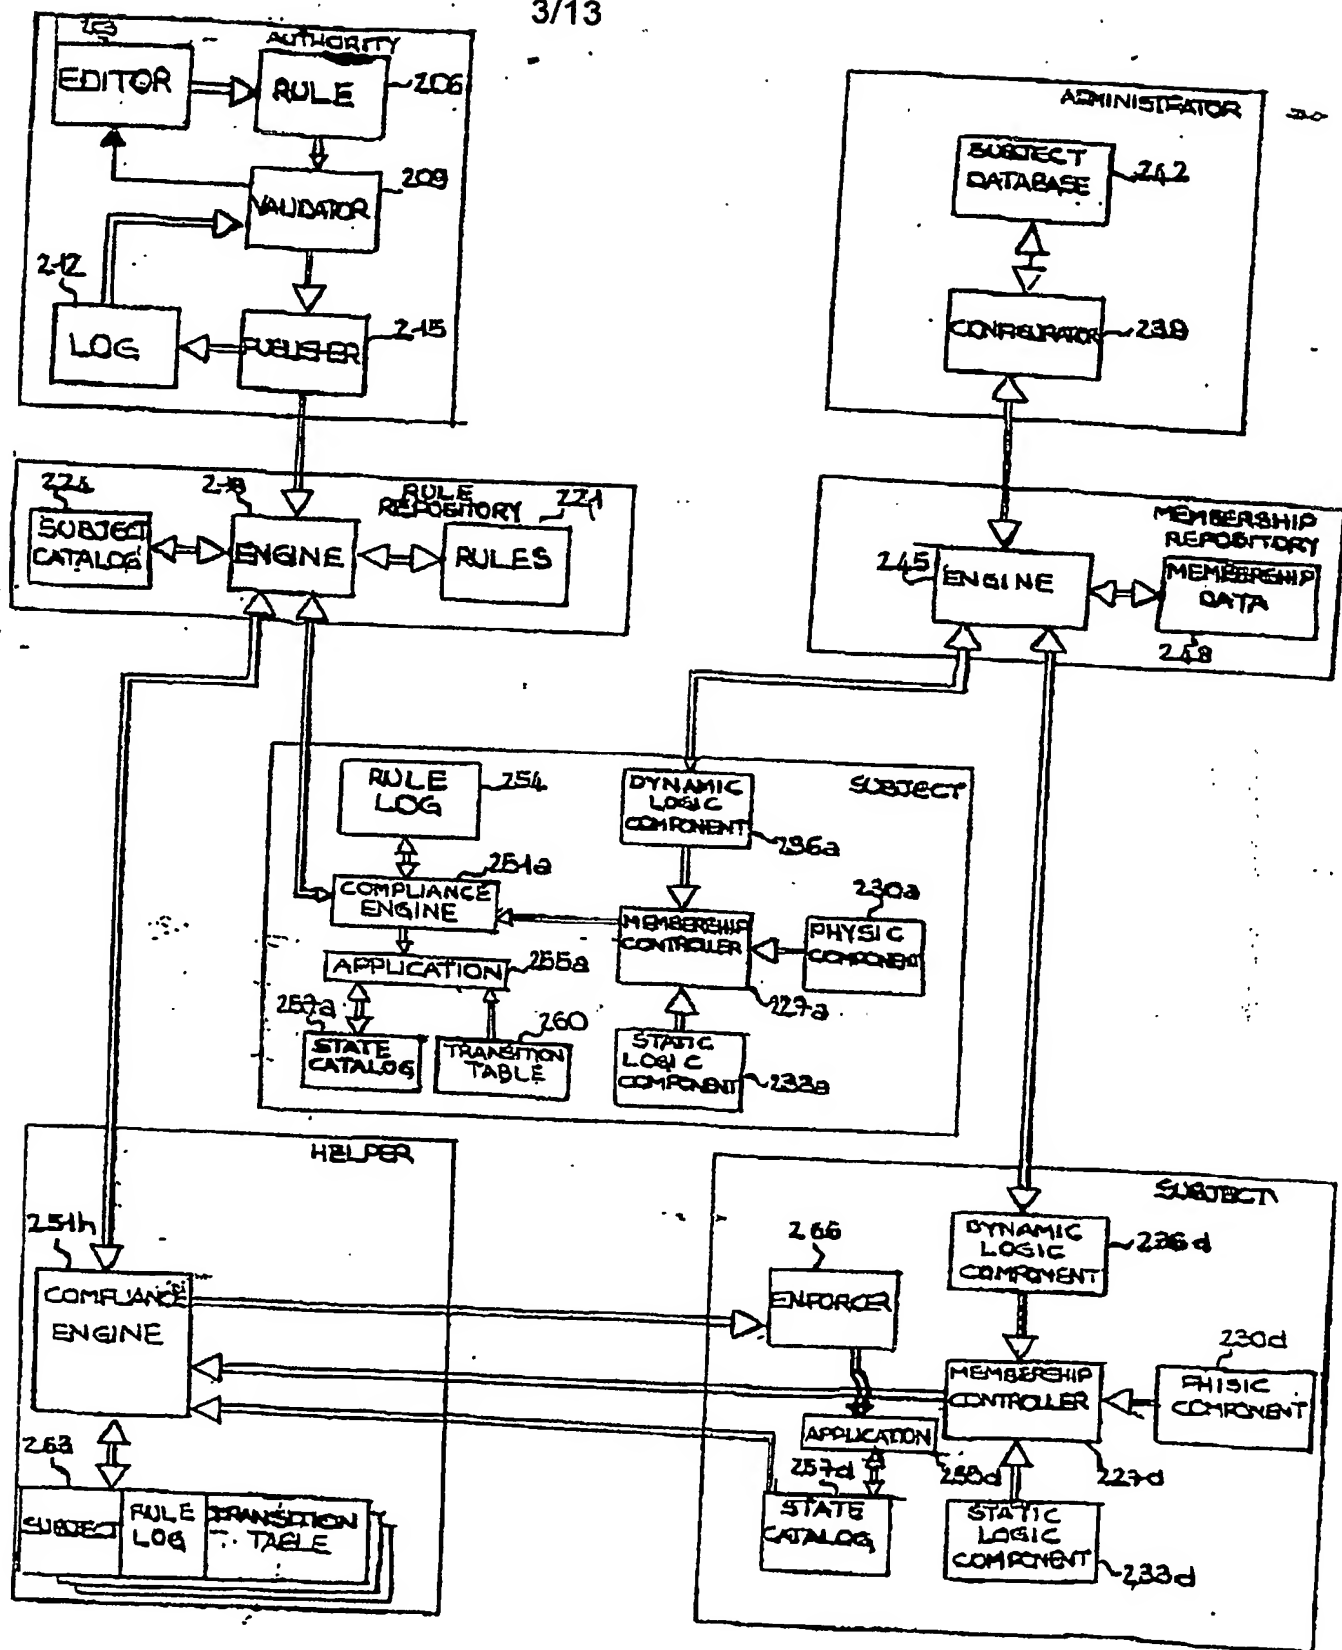 3/13
AUTHORITY
EDITOR
RULE
206
VALIDATOR
209
212
LOG
PUBLISHER
215
ADMINISTRATOR
SUBJECT
DATABASE
242
CONFIGURATOR
239
224
218
RULE
REPOSITORY
221
SUBJECT
CATALOG
ENGINE
RULES
MEMBERSHIP
REPOSITORY
245
ENGINE
MEMBERSHIP
DATA
248
SUBJECT
RULE
LOG
254
DYNAMIC
LOGIC
COMPONENT
236a
251a
COMPLIANCE
ENGINE
230a
MEMBERSHIP
CONTROLLER
PHYSIC
COMPONENT
APPLICATION
255a
227a
257a
260
STATE
CATALOG
TRANSITION
TABLE
STATIC
LOGIC
COMPONENT
233a
HELPER
SUBJECT
251h
266
DYNAMIC
LOGIC
COMPONENT
236d
COMPLIANCE
ENGINE
ENFORCER
230d
MEMBERSHIP
CONTROLLER
PHISIC
COMPONENT
APPLICATION
255d
227d
263
257d
SUBJECT
RULE
LOG
TRANSITION
TABLE
STATE
CATALOG
STATIC
LOGIC
COMPONENT
233d